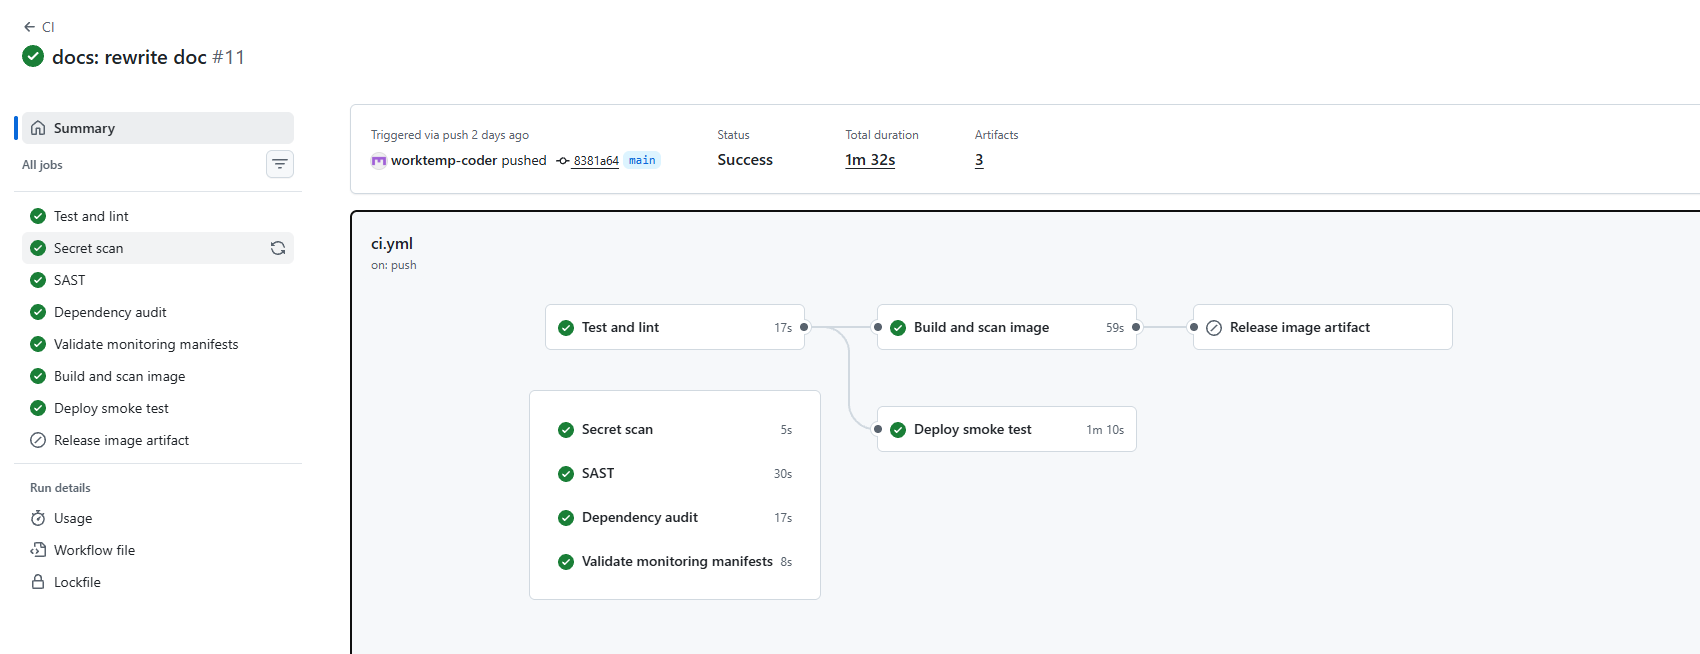 CI
docs: rewrite doc #11
Summary
All jobs
Test and lint
Secret scan
SAST
Dependency audit
Validate monitoring manifests
Build and scan image
Deploy smoke test
Release image artifact
Run details
Usage
Workflow file
Lockfile
Triggered via push 2 days ago
worktemp-coder pushed 8381a64 main
Status
Success
Total duration
1m 32s
Artifacts
3
ci.yml
on: push
Test and lint 17s
Build and scan image 59s
Release image artifact
Secret scan 5s
SAST 30s
Dependency audit 17s
Validate monitoring manifests 8s
Deploy smoke test 1m 10s